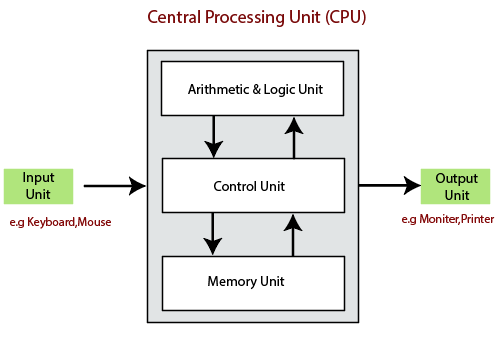 Central Processing Unit (CPU)
Arithmetic & Logic Unit
Input
Unit
Control Unit
Output
Unit
e.g Keyboard,Mouse
e.g Moniter,Printer
Memory Unit